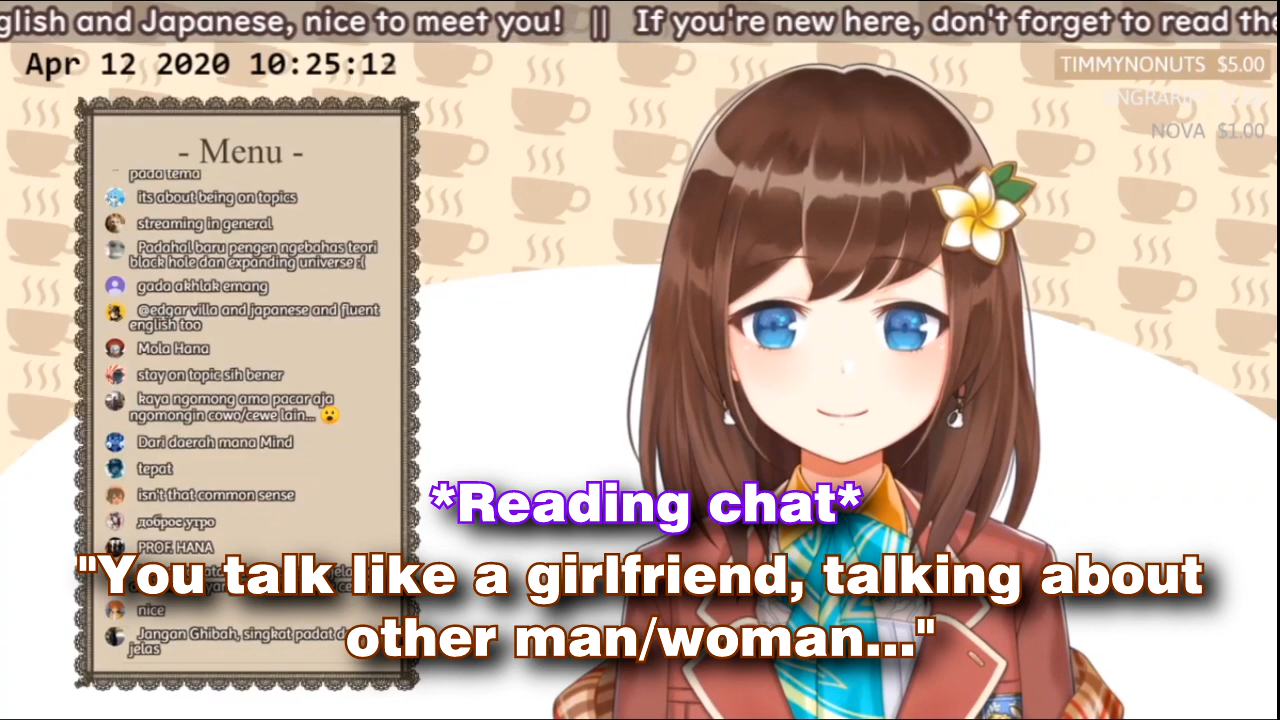 glish and Japanese, nice to meet you! || If you're new here, don't forget to read the
Apr 12 2020 10:25:12
TIMMYNONUTS $5.00
NOVA $1.00
- Menu -
pada tema
its about being on topics
streaming in general
Padahal baru pengen ngebahas teori
black hole dan expanding universe :(
gada akhlak emang
@edgar villa and japanese and fluent
english too
Mola Hana
stay on topic sih bener
kaya ngomong ama pacar aja
ngomongin cowo/cewe lain... 😮
Dari daerah mana Mind
tepat
isn't that common sense
доброе утро
PROF. HANA
nice
Jangan Ghibah, singkat padat d
jelas
*Reading chat*
"You talk like a girlfriend, talking about
other man/woman..."